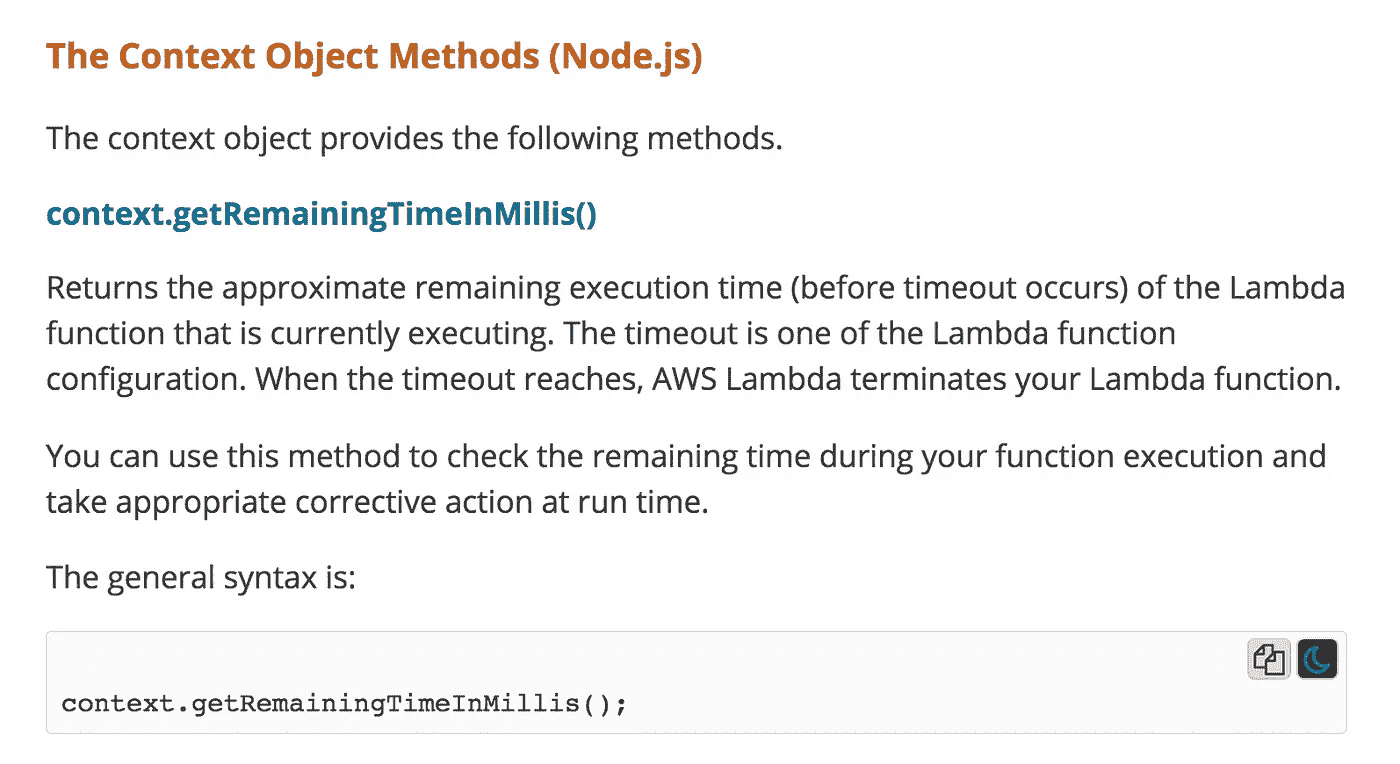 The Context Object Methods (Node.js)
The context object provides the following methods.
context.getRemainingTimeInMillis()
Returns the approximate remaining execution time (before timeout occurs) of the Lambda
function that is currently executing. The timeout is one of the Lambda function
configuration. When the timeout reaches, AWS Lambda terminates your Lambda function.
You can use this method to check the remaining time during your function execution and
take appropriate corrective action at run time.
The general syntax is:
context.getRemainingTimeInMillis();